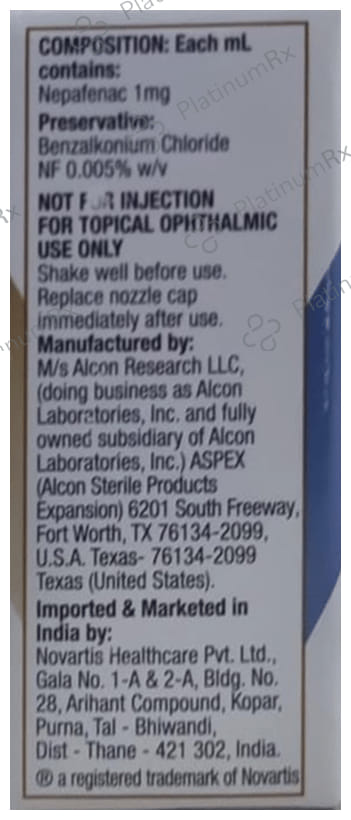 COMPOSITION: Each mL
contains:
Nepafenac 1mg
Preservative:
Benzalkonium Chloride
NF 0.005% w/v
NOT FOR INJECTION
FOR TOPICAL OPHTHALMIC
USE ONLY
Shake well before use.
Replace nozzle cap
immediately after use.
Manufactured by:
M/s Alcon Research LLC,
(doing business as Alcon
Laboratories, Inc. and fully
owned subsidiary of Alcon
Laboratories, Inc.) ASPEX
(Alcon Sterile Products
Expansion) 6201 South Freeway,
Fort Worth, TX 76134-2099,
U.S.A. Texas- 76134-2099
Texas (United States).
Imported & Marketed in
India by:
Novartis Healthcare Pvt. Ltd.,
Gala No. 1-A & 2-A, Bldg. No.
28, Arihant Compound, Kopar,
Purna, Tal - Bhiwandi,
Dist - Thane - 421 302, India.
® a registered trademark of Novartis
PlatinumRx
PlatinumRx